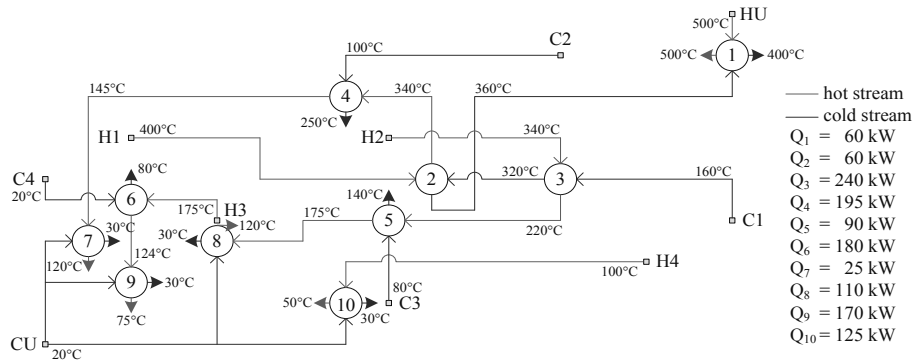 HU
500°C
C2
100°C
500°C
1
400°C
145°C
4
340°C
360°C
250°C
hot stream
cold stream
H1
400°C
H2
340°C
Q1 = 60 kW
Q2 = 60 kW
Q3 = 240 kW
Q4 = 195 kW
Q5 = 90 kW
Q6 = 180 kW
Q7 = 25 kW
Q8 = 110 kW
Q9 = 170 kW
Q10 = 125 kW
C4
20°C
80°C
2
320°C
3
160°C
6
140°C
175°C
H3
175°C
5
220°C
C1
30°C
120°C
7
30°C
8
120°C
124°C
H4
100°C
9
30°C
80°C
C3
50°C
10
30°C
75°C
CU
20°C